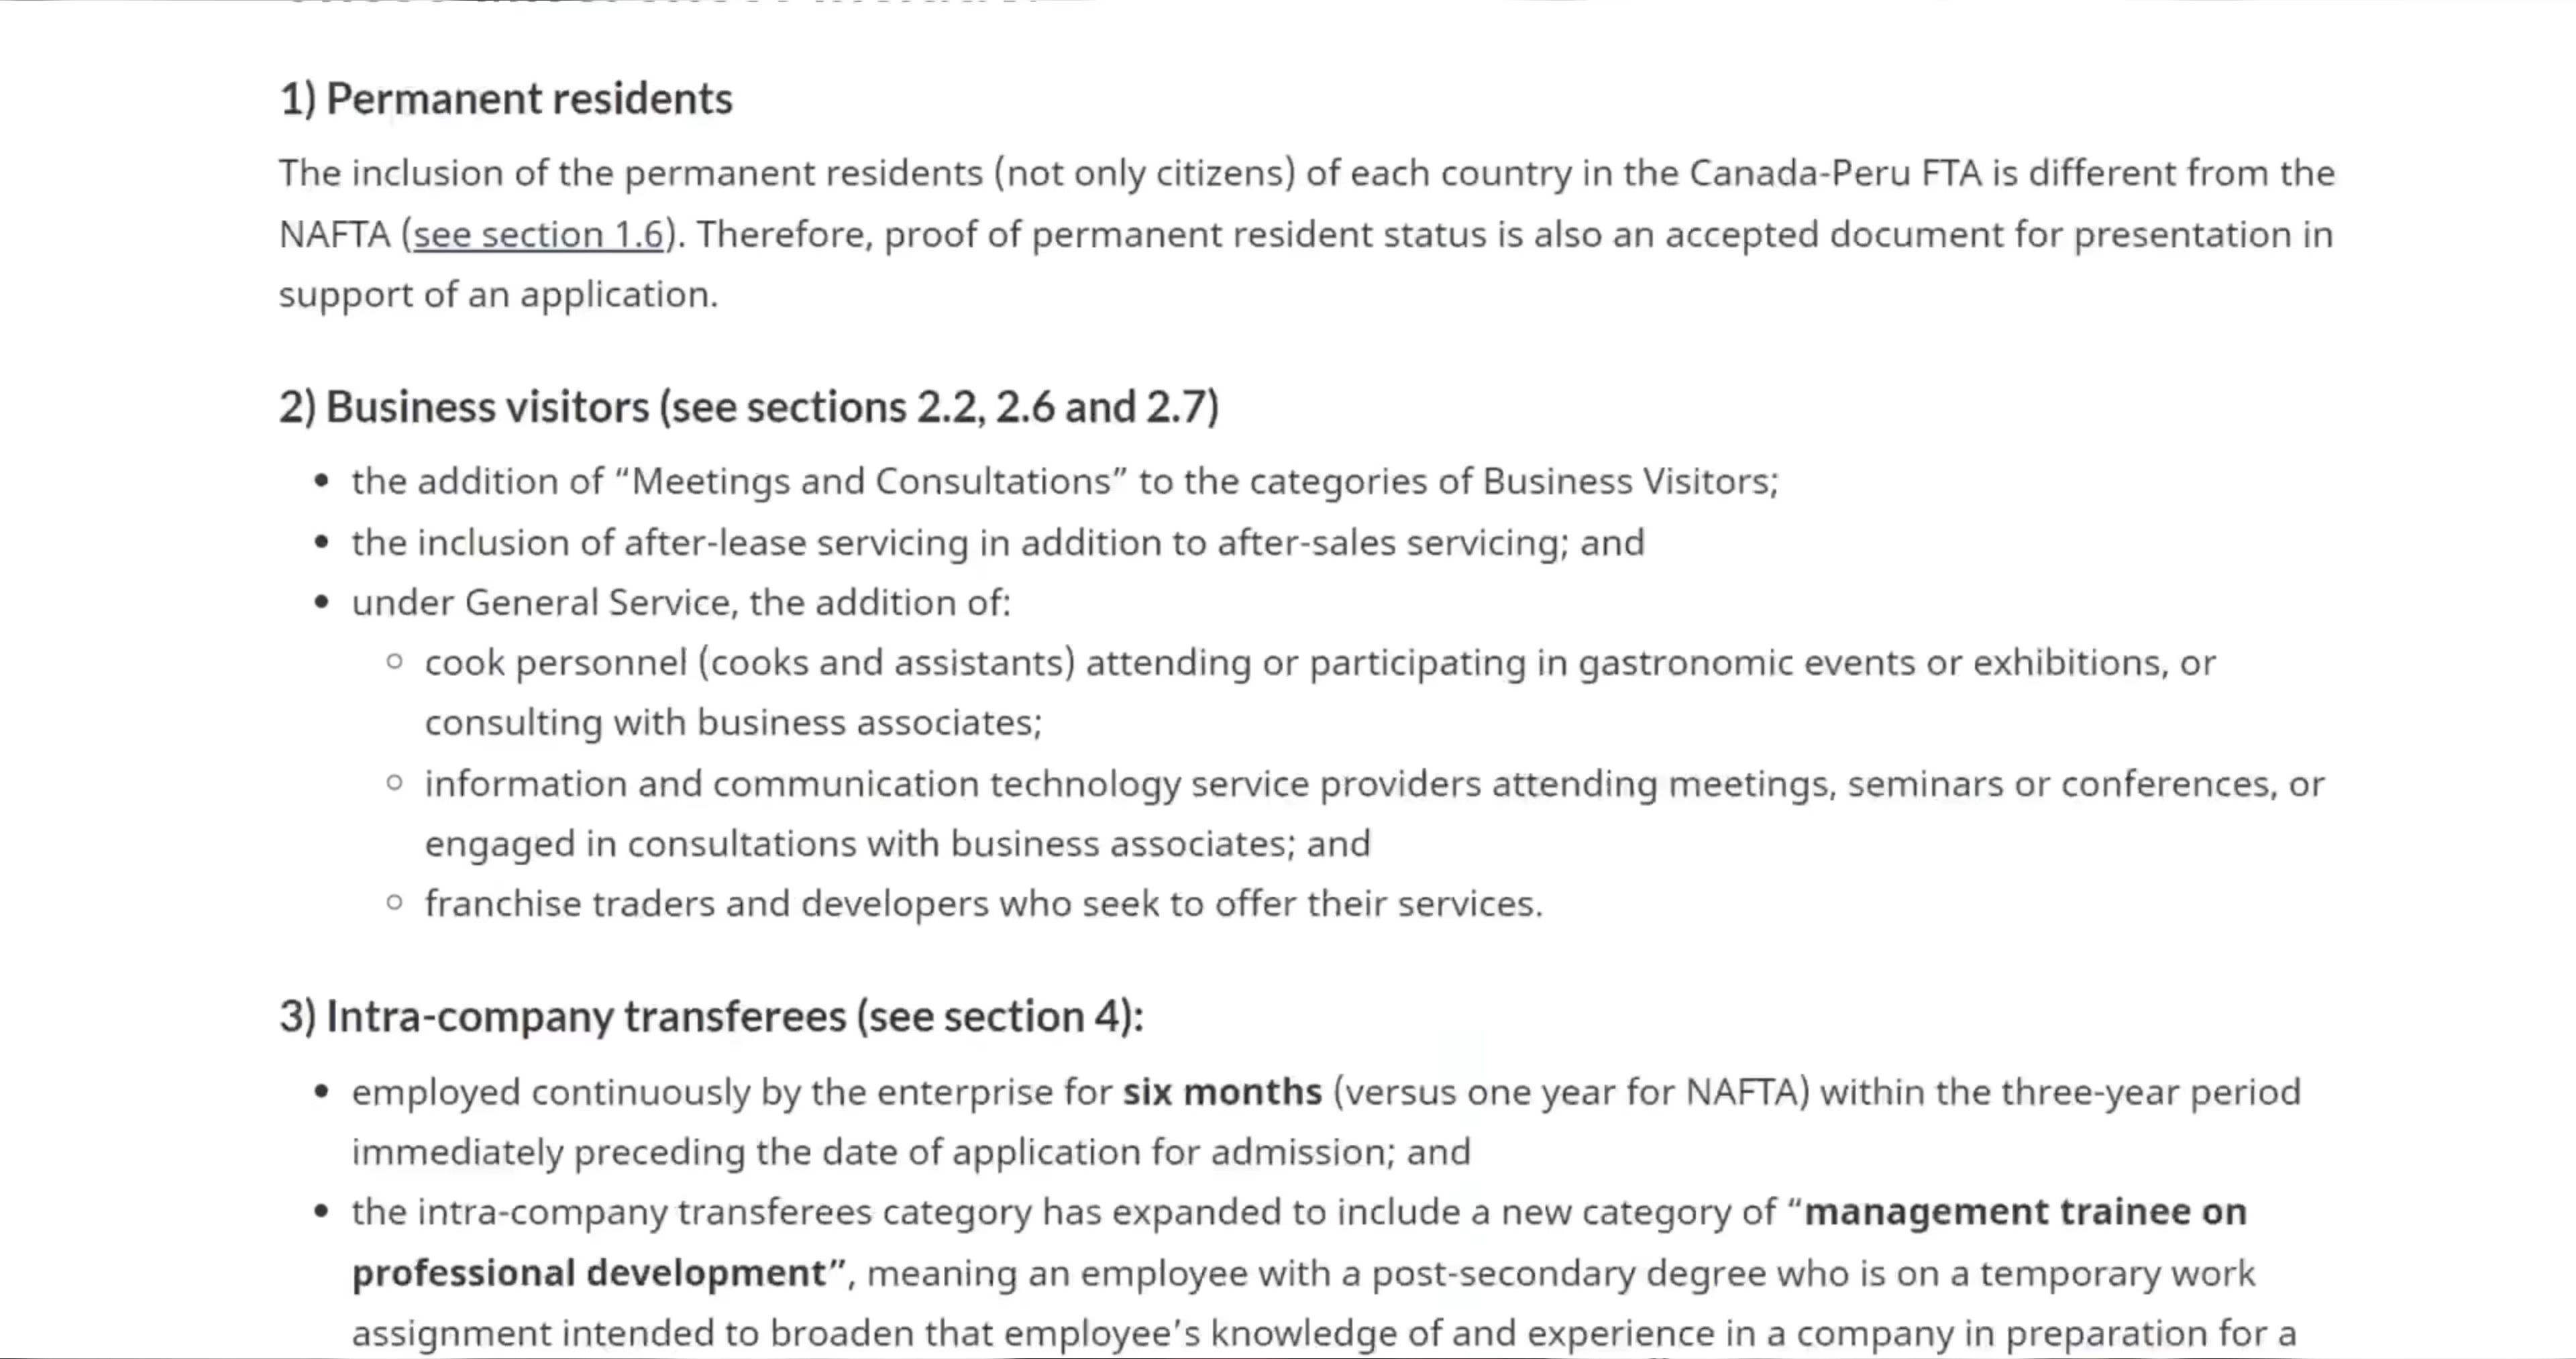 1) Permanent residents
The inclusion of the permanent residents (not only citizens) of each country in the Canada-Peru FTA is different from the
NAFTA (see section 1.6). Therefore, proof of permanent resident status is also an accepted document for presentation in
support of an application.
2) Business visitors (see sections 2.2, 2.6 and 2.7)
• the addition of “Meetings and Consultations” to the categories of Business Visitors;
• the inclusion of after-lease servicing in addition to after-sales servicing; and
• under General Service, the addition of:
○ cook personnel (cooks and assistants) attending or participating in gastronomic events or exhibitions, or
consulting with business associates;
○ information and communication technology service providers attending meetings, seminars or conferences, or
engaged in consultations with business associates; and
○ franchise traders and developers who seek to offer their services.
3) Intra-company transferees (see section 4):
• employed continuously by the enterprise for six months (versus one year for NAFTA) within the three-year period
immediately preceding the date of application for admission; and
• the intra-company transferees category has expanded to include a new category of “management trainee on
professional development”, meaning an employee with a post-secondary degree who is on a temporary work
assignment intended to broaden that employee’s knowledge of and experience in a company in preparation for a